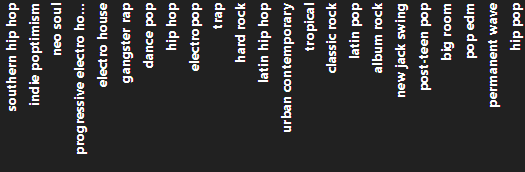 southern hip hop
indie poptimism
neo soul
progressive electro ho...
electro house
gangster rap
dance pop
hip hop
electropop
trap
hard rock
latin hip hop
urban contemporary
tropical
classic rock
latin pop
album rock
new jack swing
post-teen pop
big room
pop edm
permanent wave
hip pop